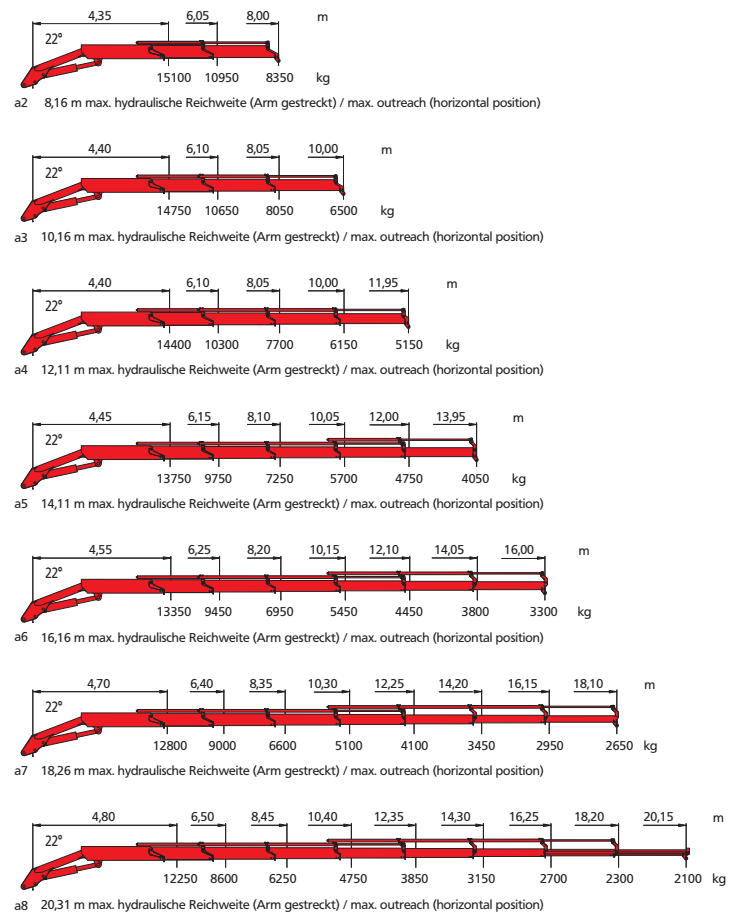 4,35 6,05 8,00 m
22°
15100 10950 8350 kg
a2 8,16 m max. hydraulische Reichweite (Arm gestreckt) / max. outreach (horizontal position)
4,40 6,10 8,05 10,00 m
22°
14750 10650 8050 6500 kg
a3 10,16 m max. hydraulische Reichweite (Arm gestreckt) / max. outreach (horizontal position)
4,40 6,10 8,05 10,00 11,95 m
22°
14400 10300 7700 6150 5150 kg
a4 12,11 m max. hydraulische Reichweite (Arm gestreckt) / max. outreach (horizontal position)
4,45 6,15 8,10 10,05 12,00 13,95 m
22°
13750 9750 7250 5700 4750 4050 kg
a5 14,11 m max. hydraulische Reichweite (Arm gestreckt) / max. outreach (horizontal position)
4,55 6,25 8,20 10,15 12,10 14,05 16,00 m
22°
13350 9450 6950 5450 4450 3800 3300 kg
a6 16,16 m max. hydraulische Reichweite (Arm gestreckt) / max. outreach (horizontal position)
4,70 6,40 8,35 10,30 12,25 14,20 16,15 18,10 m
22°
12800 9000 6600 5100 4100 3450 2950 2650 kg
a7 18,26 m max. hydraulische Reichweite (Arm gestreckt) / max. outreach (horizontal position)
4,80 6,50 8,45 10,40 12,35 14,30 16,25 18,20 20,15 m
22°
12250 8600 6250 4750 3850 3150 2700 2300 2100 kg
a8 20,31 m max. hydraulische Reichweite (Arm gestreckt) / max. outreach (horizontal position)